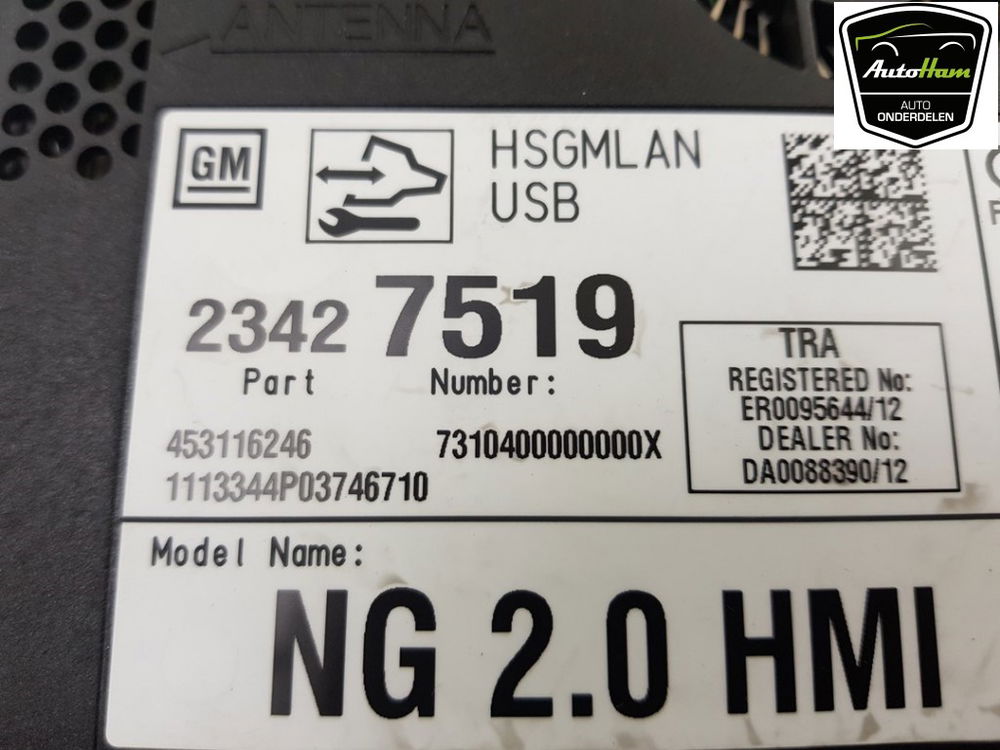 ANTENNA
AutoHam
AUTO
ONDERDELEN
GM
HSGMLAN
USB
2342 7519
Part Number:
453116246 7310400000000X
1113344P03746710
TRA
REGISTERED No:
ER0095644/12
DEALER No:
DA0088390/12
Model Name:
NG 2.0 HMI